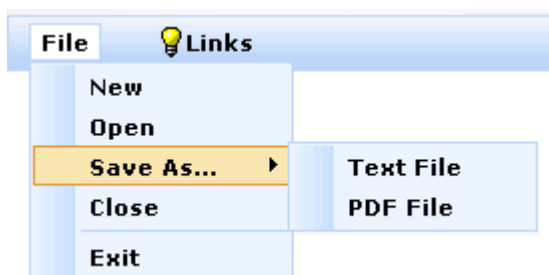 File Links
New
Open
Save As... Text File
Close PDF File
Exit